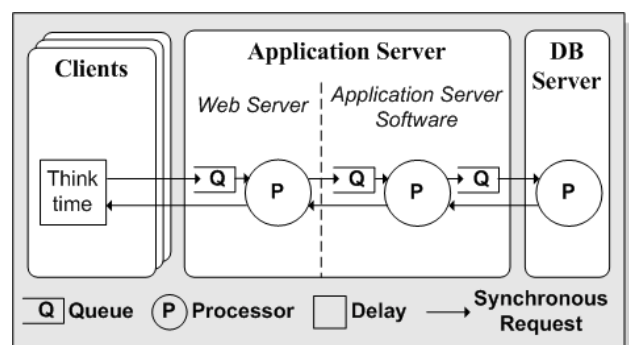 Clients
Application Server
DB
Server
Web Server
Application Server
Software
Think
time
Q
P
Q
P
Q
P
Q Queue
P Processor
Delay
Synchronous
Request